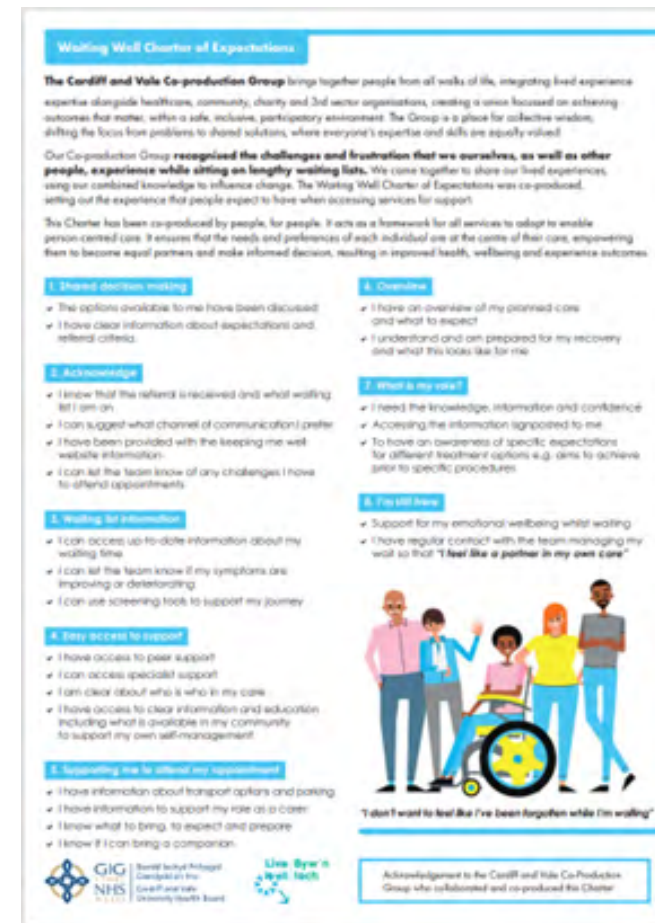 Waiting Well Charter of Expectations
The Cardiff and Vale Co-production Group brings together people from all walks of life, integrating lived experience
expertise alongside healthcare, community, charity and 3rd sector organisations, creating a union focussed on achieving
outcomes that matter, within a safe, inclusive, participatory environment. The Group is a place for collective wisdom,
shifting the focus from problems to shared solutions, where everyone's expertise and skills are equally valued.
Our Co-production Group recognised the challenges and frustration that we ourselves, as well as other
people, experience while sitting on lengthy waiting lists. We came together to share our lived experiences,
using our combined knowledge to influence change. The Waiting Well Charter of Expectations was co-produced,
setting out the experience that people expect to have when accessing services for support.
This Charter has been co-produced by people, for people. It acts as a framework for all services to adapt to enable
person-centred care. It ensures that the needs and preferences of each individual are at the centre of their care, empowering
them to become equal partners and make informed decision, resulting in improved health, wellbeing and experience outcomes.
1. Shared decision making
✓ The options available to me have been discussed
✓ I have clear information about expectations and
referral criteria.
2. Acknowledge
✓ I know that the referral is received and what waiting
list I am on
✓ I can suggest what channel of communication I prefer
✓ I have been provided with the keeping me well
website information
✓ I can let the team know of any challenges I have
to attend appointments
3. Waiting list information
✓ I can access up-to-date information about my
waiting time
✓ I can let the team know if my symptoms are
improving or deteriorating
✓ I can use screening tools to support my journey
4. Easy access to support
✓ I have access to peer support
✓ I can access specialist support
✓ I am clear about who is who in my care
✓ I have access to clear information and education
including what is available in my community
to support my own self-management
5. Supporting me to attend my appointment
✓ I have information about transport options and parking
✓ I have information to support my role as a carer
✓ I know what to bring, to expect and prepare
✓ I know if I can bring a companion
6. Overview
✓ I have an overview of my planned care
and what to expect
✓ I understand and am prepared for my recovery
and what this looks like for me
7. What is my role?
✓ I need the knowledge, information and confidence
✓ Accessing the information signposted to me
✓ To have an awareness of specific expectations
for different treatment options e.g. aims to achieve
prior to specific procedures
8. I'm still here
✓ Support for my emotional wellbeing whilst waiting
✓ I have regular contact with the team managing my
wait so that "I feel like a partner in my own care"
"I don't want to feel like I've been forgotten while I'm waiting"
GIG
NHS
Bwrdd Iechyd Prifysgol
Caerdydd a'r Fro
Cardiff and Vale
University Health Board
Live Byw'n
Well Iach
Acknowledgement to the Cardiff and Vale Co-Production
Group who collaborated and co-produced this Charter